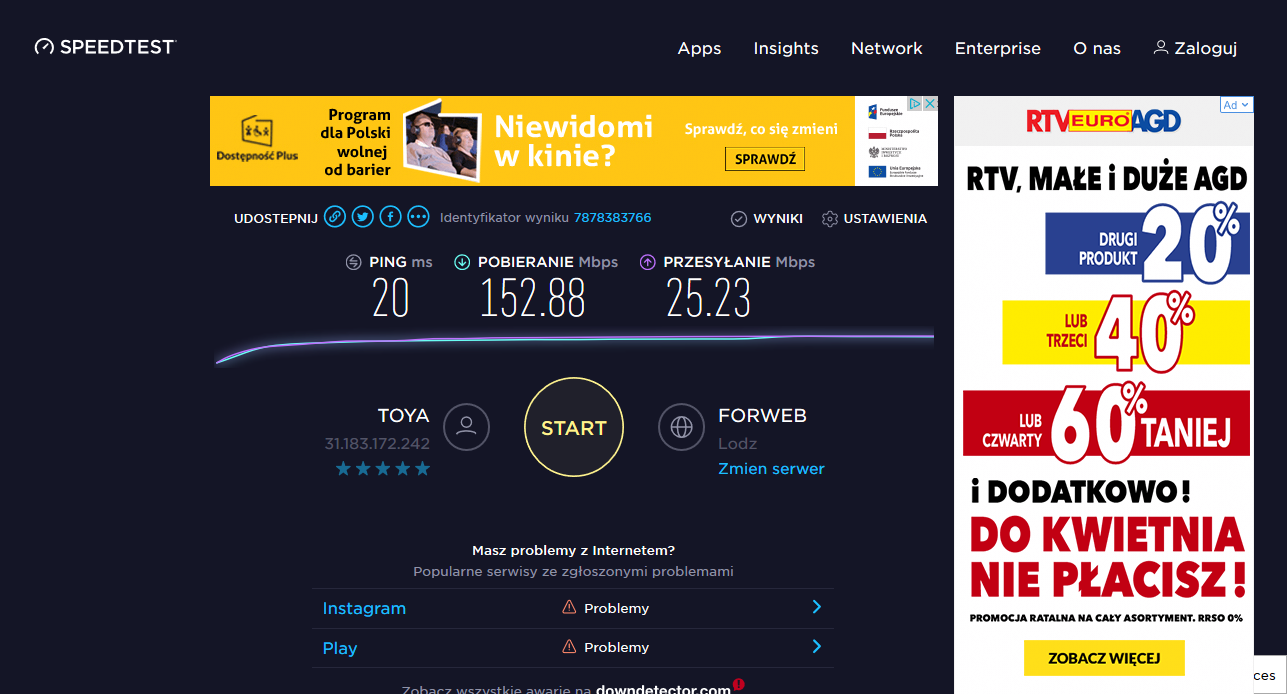 SPEEDTEST
Apps Insights Network Enterprise O nas Zaloguj
Dostępność Plus
Program
dla Polski
wolnej
od barier
Niewidomi
w kinie?
Sprawdź, co się zmieni
SPRAWDŹ
Fundusze
Europejskie
Rzeczpospolita
Polska
Unia Europejska
UDOSTEPNIJ Identyfikator wyniku 7878383766 WYNIKI USTAWIENIA
PING ms POBIERANIE Mbps PRZESYŁANIE Mbps
20 152.88 25.23
TOYA
31.183.172.242
START
FORWEB
Lodz
Zmien serwer
Masz problemy z Internetem?
Popularne serwisy ze zgłoszonymi problemami
Instagram Problemy
Play Problemy
Zobacz wszystkie awarie na downdetector.com
Ad
RTV EURO AGD
RTV, MAŁE i DUŻE AGD
DRUGI
PRODUKT 20%
LUB
TRZECI 40%
LUB
CZWARTY 60% TANIEJ
i DODATKOWO!
DO KWIETNIA
NIE PŁACISZ!
PROMOCJA RATALNA NA CAŁY ASORTYMENT. RRSO 0%
ZOBACZ WIĘCEJ
ces